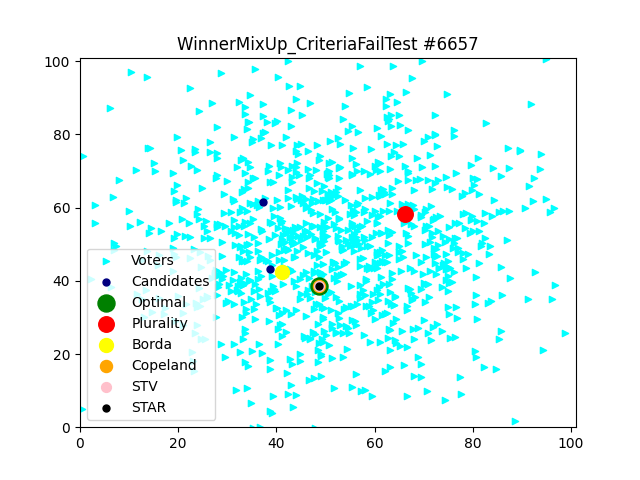 WinnerMixUp_CriteriaFailTest #6657
100
80
60
40
20
0
0
20
40
60
80
100
Voters
Candidates
Optimal
Plurality
Borda
Copeland
STV
STAR